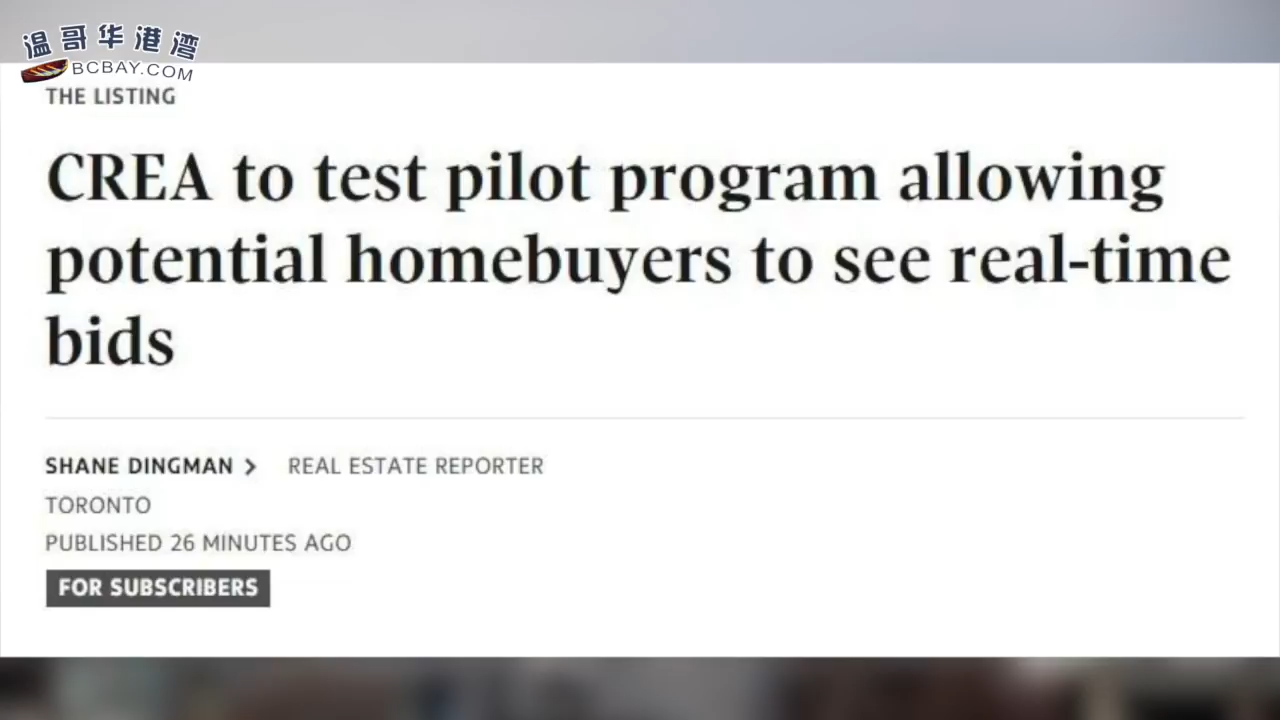 温哥华港湾
BCBAY.COM
THE LISTING
CREA to test pilot program allowing
potential homebuyers to see real-time
bids
SHANE DINGMAN > REAL ESTATE REPORTER
TORONTO
PUBLISHED 26 MINUTES AGO
FOR SUBSCRIBERS